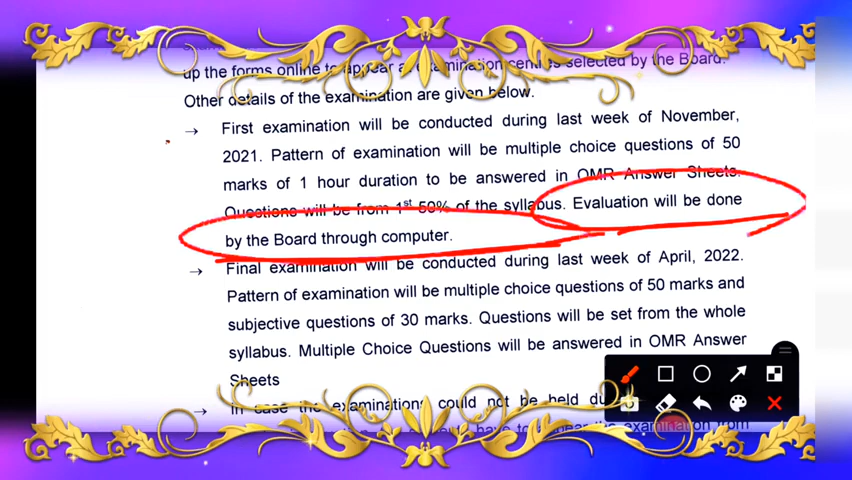 up the forms online to appear at examination centres selected by the Board.
Other details of the examination are given below.
→ First examination will be conducted during last week of November,
2021. Pattern of examination will be multiple choice questions of 50
marks of 1 hour duration to be answered in OMR Answer Sheets.
Questions will be from 1st 50% of the syllabus. Evaluation will be done
by the Board through computer.
→ Final examination will be conducted during last week of April, 2022.
Pattern of examination will be multiple choice questions of 50 marks and
subjective questions of 30 marks. Questions will be set from the whole
syllabus. Multiple Choice Questions will be answered in OMR Answer
Sheets
→ In case the examinations could not be held
have to appear the examination from